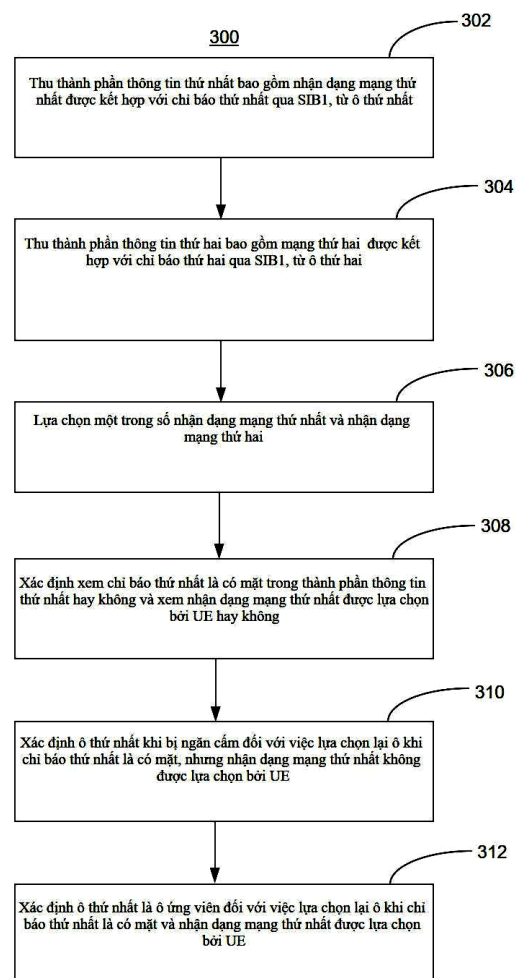 300
302
Thu thành phần thông tin thứ nhất bao gồm nhận dạng mạng thứ
nhất được kết hợp với chỉ báo thứ nhất qua SIB1, từ ô thứ nhất
304
Thu thành phần thông tin thứ hai bao gồm mạng thứ hai được kết
hợp với chỉ báo thứ hai qua SIB1, từ ô thứ hai
306
Lựa chọn một trong số nhận dạng mạng thứ nhất và nhận dạng
mạng thứ hai
308
Xác định xem chỉ báo thứ nhất là có mặt trong thành phần thông tin
thứ nhất hay không và xem nhận dạng mạng thứ nhất được lựa chọn
bởi UE hay không
310
Xác định ô thứ nhất khi bị ngăn cấm đối với việc lựa chọn lại ô khi
chỉ báo thứ nhất là có mặt, nhưng nhận dạng mạng thứ nhất không
được lựa chọn bởi UE
312
Xác định ô thứ nhất là ô ứng viên đối với việc lựa chọn lại ô khi chỉ
báo thứ nhất là có mặt và nhận dạng mạng thứ nhất được lựa chọn
bởi UE